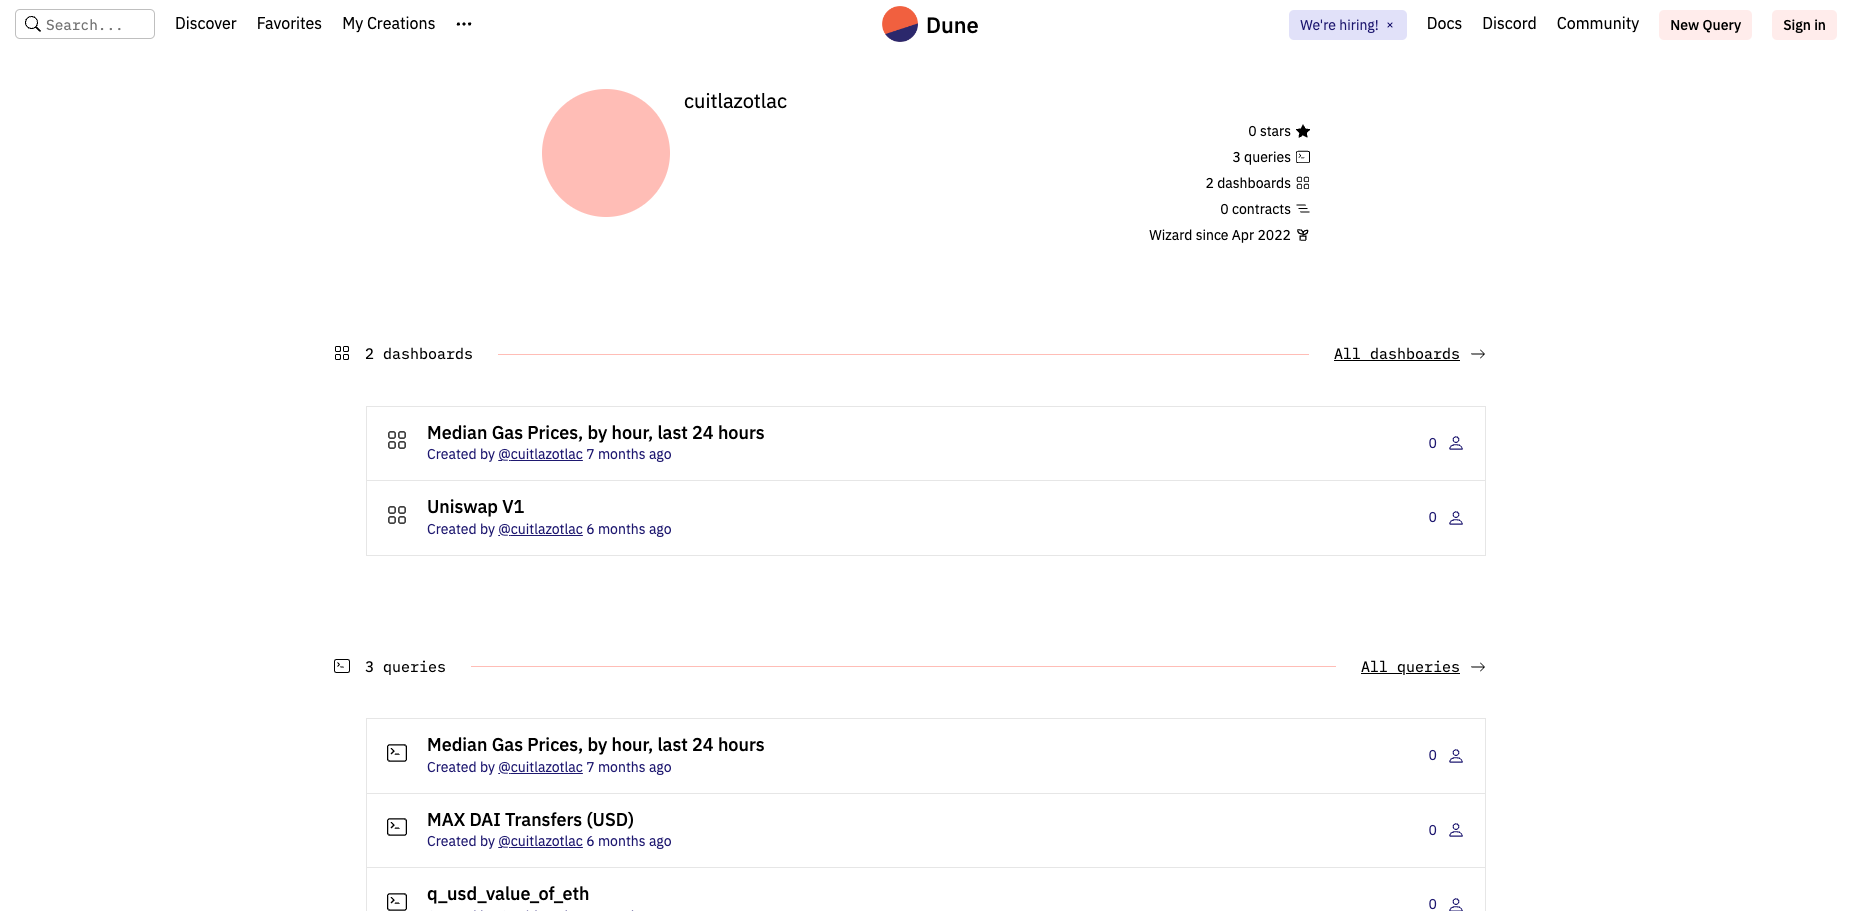 Search...
Discover
Favorites
My Creations
Dune
We're hiring! ×
Docs
Discord
Community
New Query
Sign in
cuitlazotlac
0 stars
3 queries
2 dashboards
0 contracts
Wizard since Apr 2022
2 dashboards
All dashboards
Median Gas Prices, by hour, last 24 hours
Created by @cuitlazotlac 7 months ago
0
Uniswap V1
Created by @cuitlazotlac 6 months ago
0
3 queries
All queries
Median Gas Prices, by hour, last 24 hours
Created by @cuitlazotlac 7 months ago
0
MAX DAI Transfers (USD)
Created by @cuitlazotlac 6 months ago
0
q_usd_value_of_eth
0